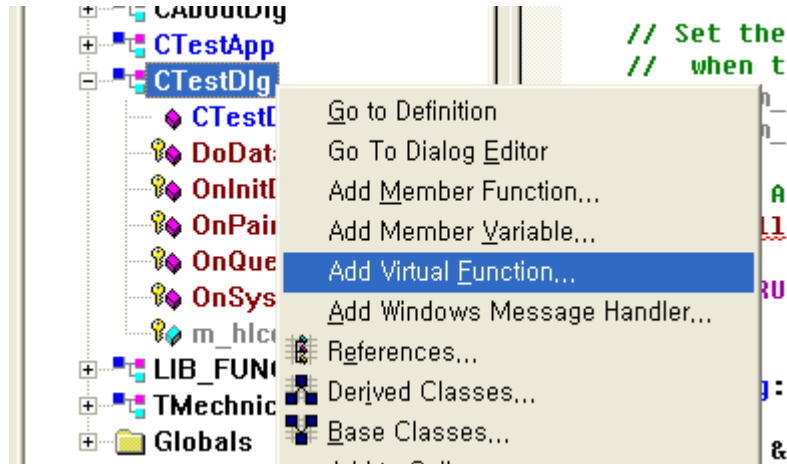 CAboutDlg
CTestApp
CTestDlg
CTestD
DoData
OnInitD
OnPain
OnQue
OnSys
m_hIco
LIB_FUN
TMechnic
Globals
Go to Definition
Go To Dialog Editor
Add Member Function...
Add Member Variable...
Add Virtual Function...
Add Windows Message Handler...
References...
Derived Classes...
Base Classes...
// Set the
// when t
A
ll
RU
:
&